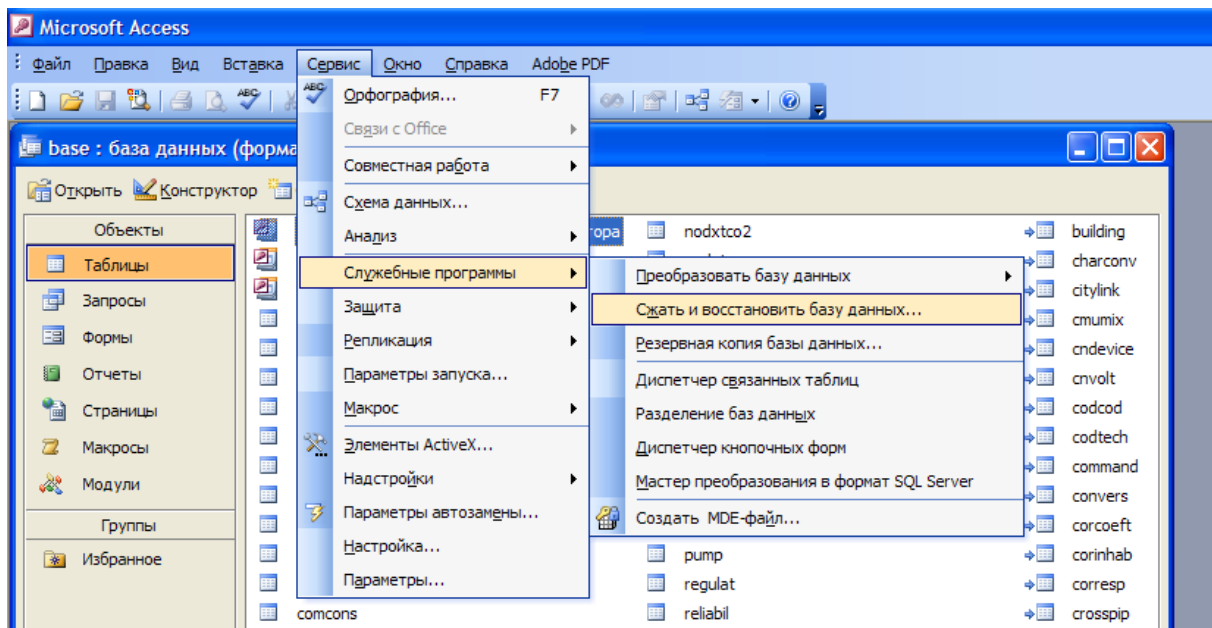 Microsoft Access
Файл Правка Вид Вставка Сервис Окно Справка Adobe PDF
base : база данных (форма
Открыть Конструктор
Объекты
Таблицы
Запросы
Формы
Отчеты
Страницы
Макросы
Модули
Группы
Избранное
Орфография... F7
Связи с Office
Совместная работа
Схема данных...
Анализ
Служебные программы
Защита
Репликация
Параметры запуска...
Макрос
Элементы ActiveX...
Надстройки
Параметры автозамены...
Настройка...
Параметры...
comcons
тора
Преобразовать базу данных
Сжать и восстановить базу данных...
Резервная копия базы данных...
Диспетчер связанных таблиц
Разделение баз данных
Диспетчер кнопочных форм
Мастер преобразования в формат SQL Server
Создать MDE-файл...
nodxtco2
pump
regulat
reliabil
building
charconv
citylink
cmumix
cndevice
cnvolt
codcod
codtech
command
convers
corcoeft
corinhab
corresp
crosspip